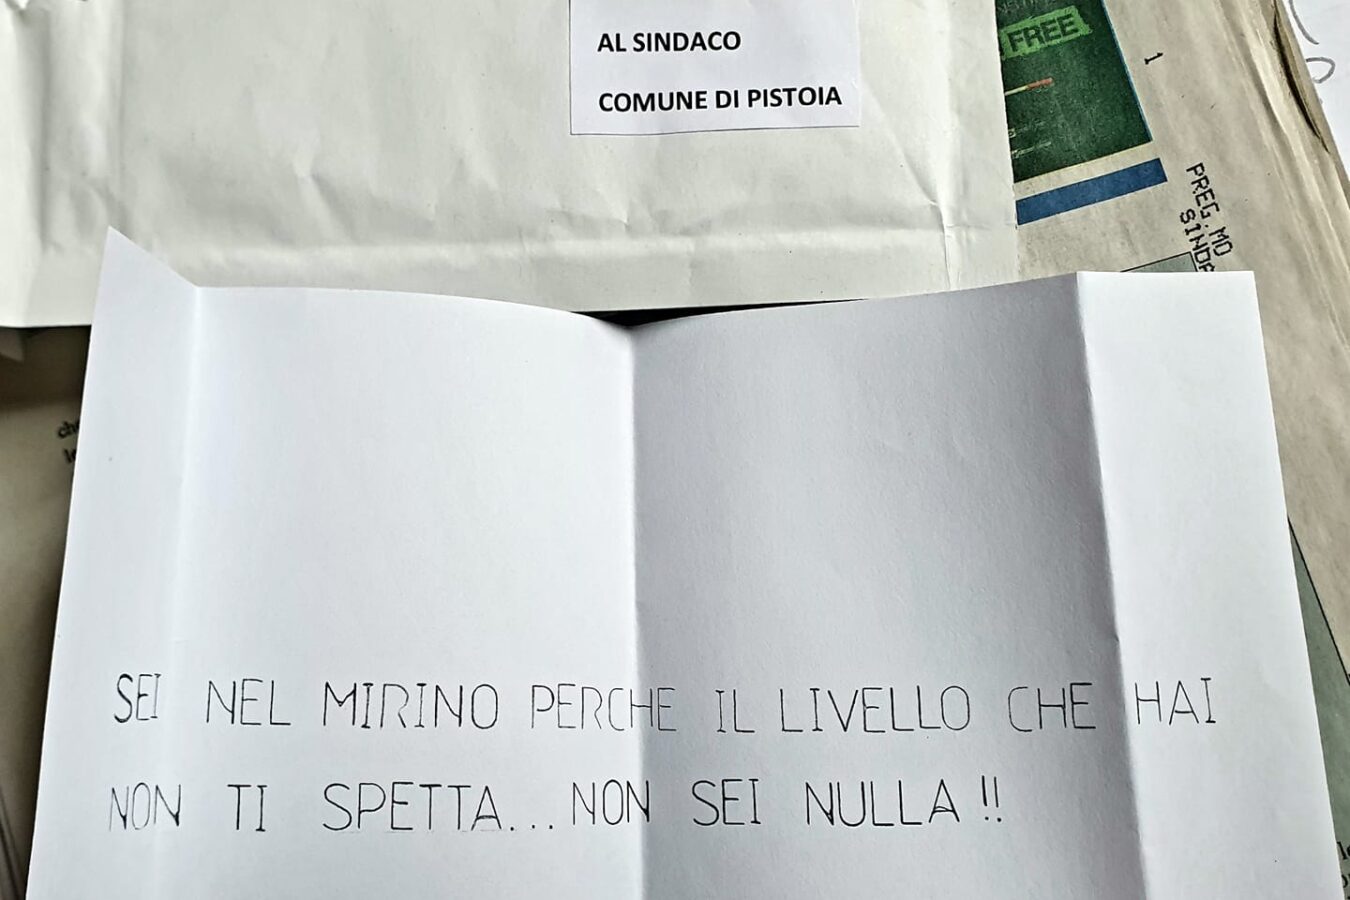 AL SINDACO
COMUNE DI PISTOIA
FREE
1
PREG.MO
SEI NEL MIRINO PERCHE IL LIVELLO CHE HAI
NON TI SPETTA... NON SEI NULLA!!